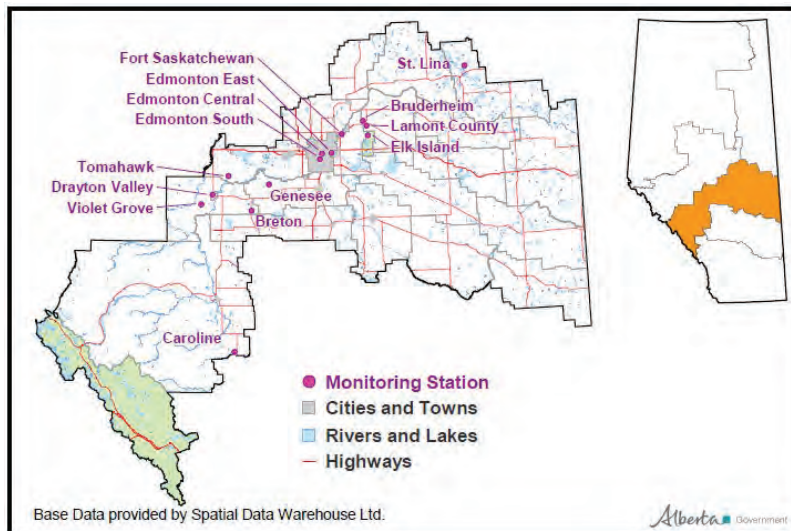 Fort Saskatchewan
Edmonton East
Edmonton Central
Edmonton South
St. Lina
Bruderheim
Lamont County
Elk Island
Tomahawk
Drayton Valley
Violet Grove
Genesee
Breton
Caroline
Monitoring Station
Cities and Towns
Rivers and Lakes
Highways
Base Data provided by Spatial Data Warehouse Ltd.
Alberta Government